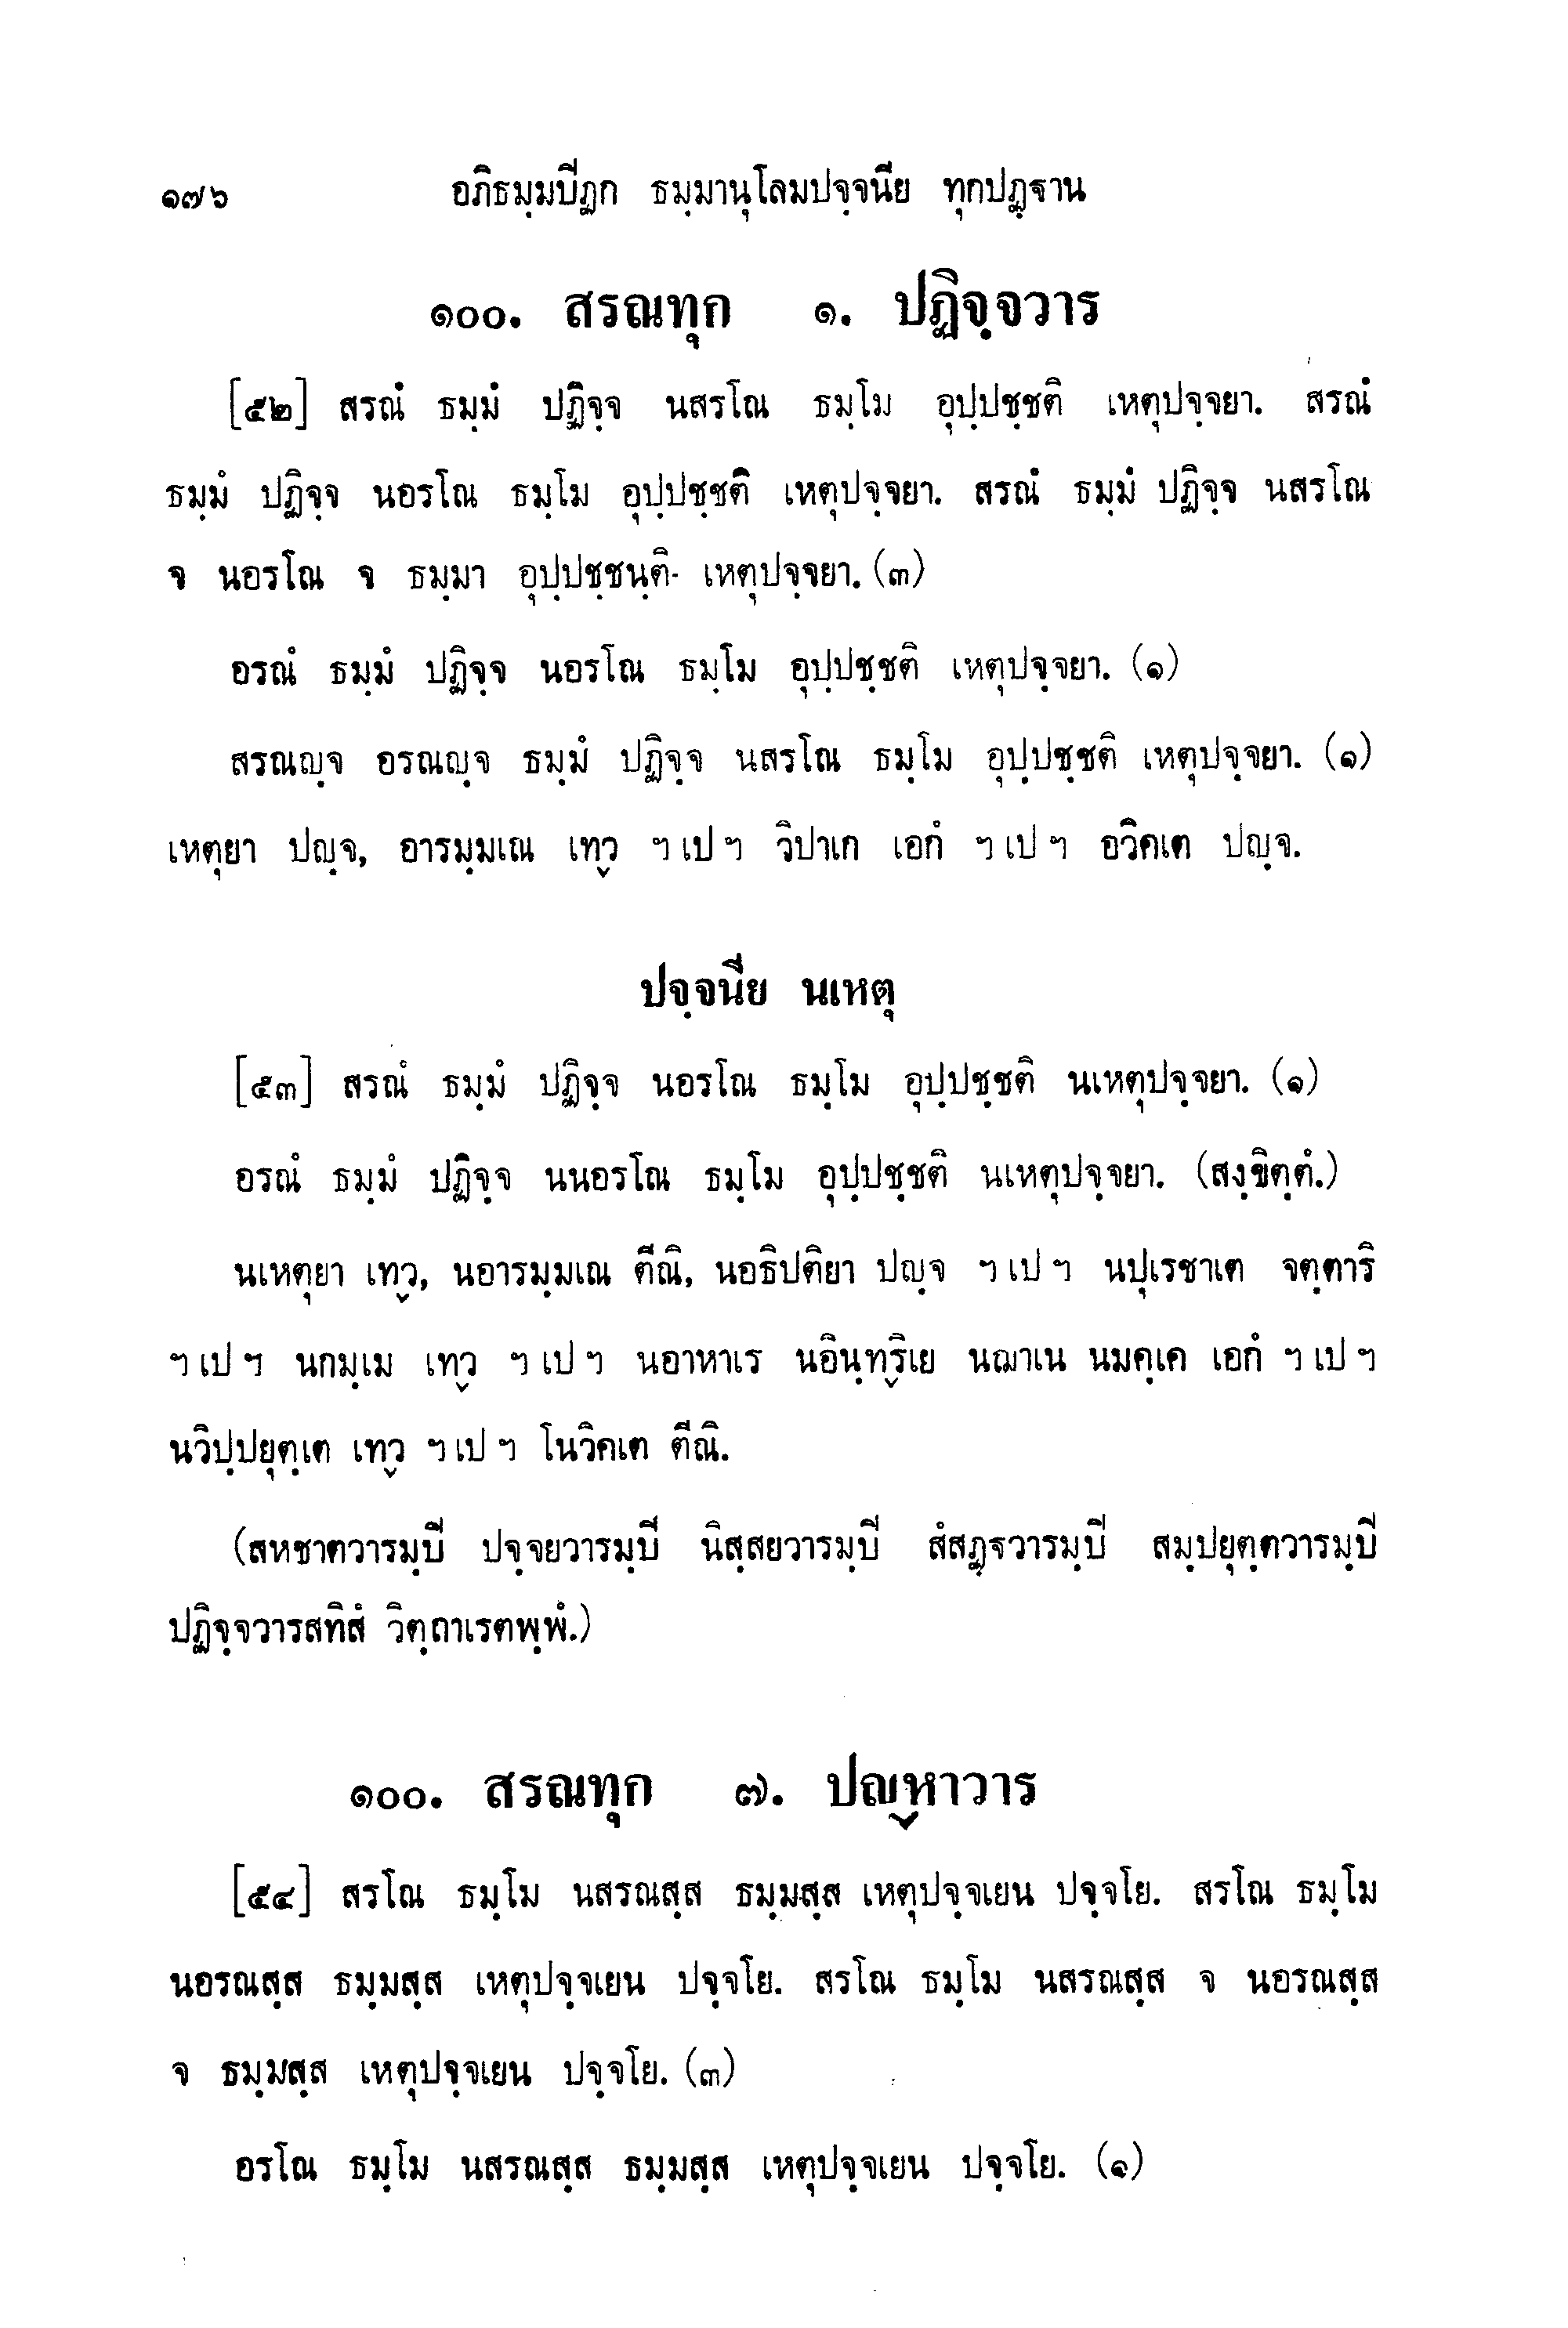 ๑๗๖ อภิธมฺมปีฏก ธมฺมานุโลมปจฺจนีย ทุกปฏฺฐาน
๑๐๐. สรณทุก ๑. ปฏิจฺจวาร
[๕๒] สรณํ ธมฺมํ ปฏิจฺจ นสรโณ ธมฺโม อุปฺปชฺชติ เหตุปจฺจยา. สรณํ
ธมฺมํ ปฏิจฺจ นอรโณ ธมฺโม อุปฺปชฺชติ เหตุปจฺจยา. สรณํ ธมฺมํ ปฏิจฺจ นสรโณ
จ นอรโณ จ ธมฺมา อุปฺปชฺชนฺติ. เหตุปจฺจยา. (๓)
อรณํ ธมฺมํ ปฏิจฺจ นอรโณ ธมฺโม อุปฺปชฺชติ เหตุปจฺจยา. (๑)
สรณญฺจ อรณญฺจ ธมฺมํ ปฏิจฺจ นสรโณ ธมฺโม อุปฺปชฺชติ เหตุปจฺจยา. (๑)
เหตุยา ปญฺจ, อารมฺมเณ เทฺว ฯ เป ฯ วิปาเก เอกํ ฯ เป ฯ อวิคเต ปญฺจ.
ปจฺจนีย นเหตุ
[๕๓] สรณํ ธมฺมํ ปฏิจฺจ นอรโณ ธมฺโม อุปฺปชฺชติ นเหตุปจฺจยา. (๑)
อรณํ ธมฺมํ ปฏิจฺจ นนอรโณ ธมฺโม อุปฺปชฺชติ นเหตุปจฺจยา. (สงฺขิตฺตํ.)
นเหตุยา เทฺว, นอารมฺมเณ ตีณิ, นอธิปติยา ปญฺจ ฯ เป ฯ นปุเรชาเต จตฺตาริ
ฯ เป ฯ นกมฺเม เทฺว ฯ เป ฯ นอาหาเร นอินฺทฺริเย นฌาเน นมคฺเค เอกํ ฯ เป ฯ
นวิปฺปยุตฺเต เทฺว ฯ เป ฯ โนวิคเต ตีณิ.
(สหชาตวารมฺปี ปจฺจยวารมฺปี นิสฺสยวารมฺปี สํสฏฺฐวารมฺปี สมฺปยุตฺตวารมฺปี
ปฏิจฺจวารสทิสํ วิตฺถาเรตพฺพํ.)
๑๐๐. สรณทุก ๗. ปญฺหาวาร
[๕๔] สรโณ ธมฺโม นสรณสฺส ธมฺมสฺส เหตุปจฺจเยน ปจฺจโย. สรโณ ธมฺโม
นอรณสฺส ธมฺมสฺส เหตุปจฺจเยน ปจฺจโย. สรโณ ธมฺโม นสรณสฺส จ นอรณสฺส
จ ธมฺมสฺส เหตุปจฺจเยน ปจฺจโย. (๓)
อรโณ ธมฺโม นสรณสฺส ธมฺมสฺส เหตุปจฺจเยน ปจฺจโย. (๑)